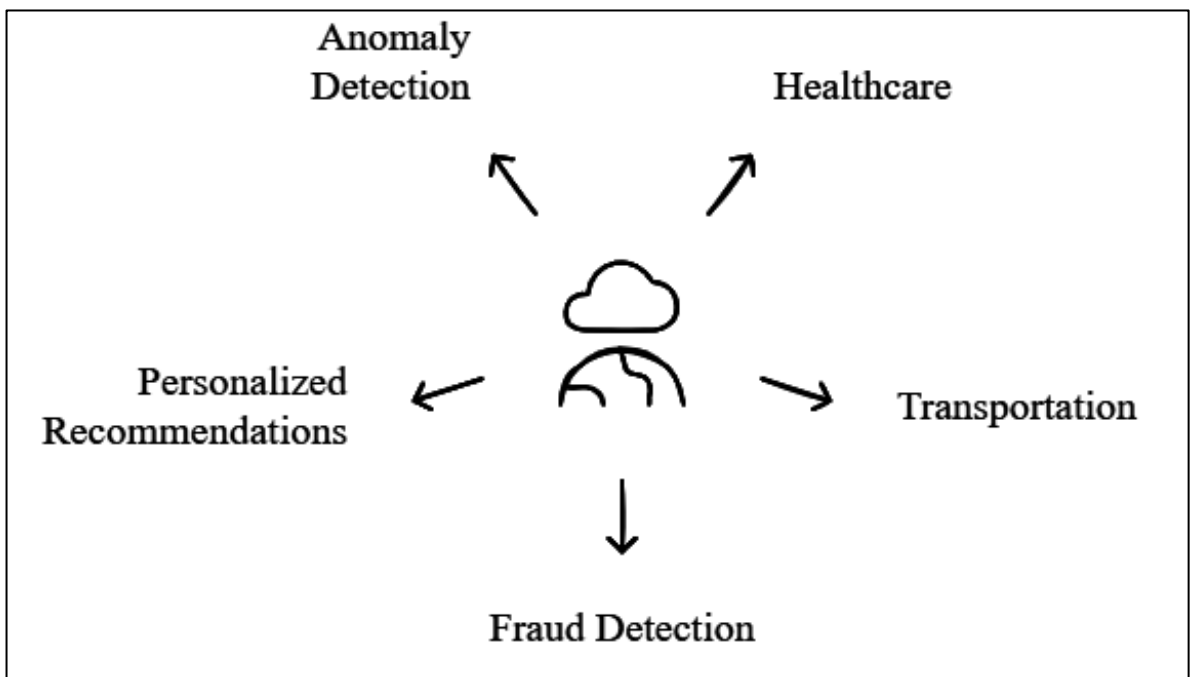 Anomaly
Detection
Healthcare
Personalized
Recommendations
Transportation
Fraud Detection